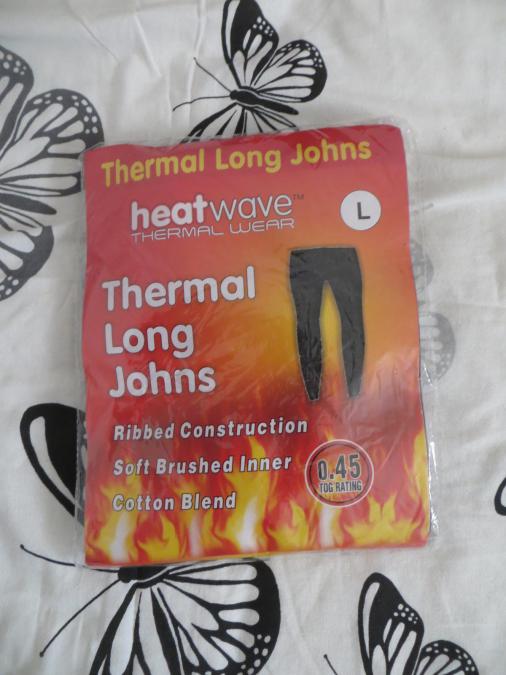 Thermal Long Johns
heatwave™
THERMAL WEAR
L
Thermal
Long
Johns
Ribbed Construction
Soft Brushed Inner
Cotton Blend
0.45
TOG RATING